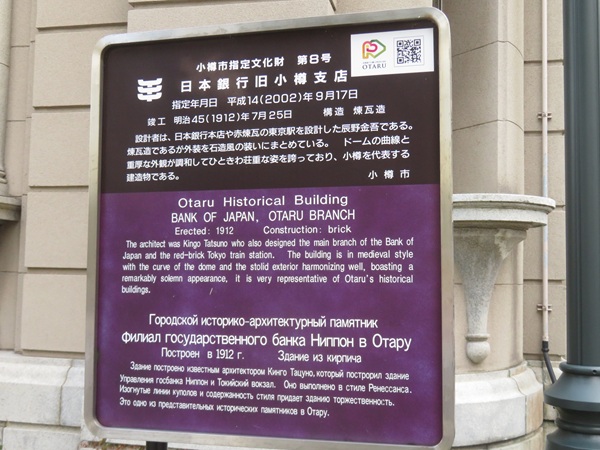 小樽市指定文化財 第8号
日本銀行旧小樽支店
指定年月日 平成14(2002)年9月17日
竣工 明治45(1912)年7月25日 構造 煉瓦造
設計者は、日本銀行本店や赤煉瓦の東京駅を設計した辰野金吾である。
煉瓦造であるが外装を石造風の装いにまとめている。 ドームの曲線と
重厚な外観が調和してひときわ荘重な姿を誇っており、小樽を代表する
建造物である。 小樽市
OTARU
Otaru Historical Building
BANK OF JAPAN, OTARU BRANCH
Erected: 1912 Construction: brick
The architect was Kingo Tatsuno who also designed the main branch of the Bank of
Japan and the red-brick Tokyo train station. The building is in medieval style
with the curve of the dome and the stolid exterior harmonizing well, boasting a
remarkably solemn appearance, it is very representative of Otaru's historical
buildings.
Городской историко-архитектурный памятник
филиал государственного банка Ниппон в Отару
Построен в 1912 г. Здание из кирпича
Здание построено известным архитектором Кинго Тацуно, который построрил здание
Управления госбанка Ниппон и Токийский вокзал. Оно выполнено в стиле Ренессанса.
Изогнутые линии куполов и содержанность стиля придает зданию торжественность.
Это одно из представительных исторических памятников в Отару.